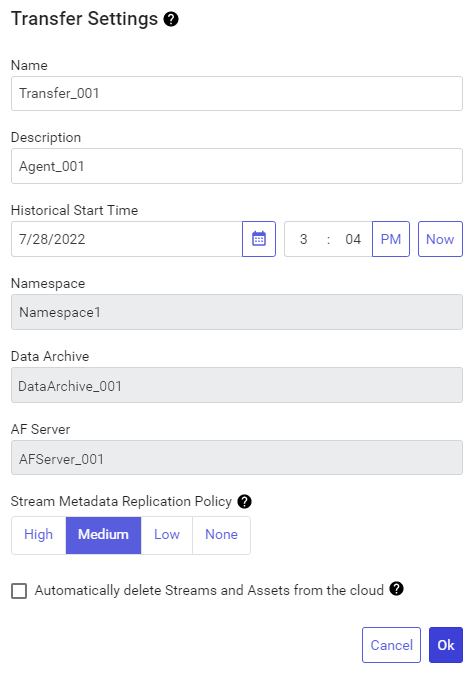 Transfer Settings ?
Name
Transfer_001
Description
Agent_001
Historical Start Time
7/28/2022 3 : 04 PM Now
Namespace
Namespace1
Data Archive
DataArchive_001
AF Server
AFServer_001
Stream Metadata Replication Policy ?
High Medium Low None
Automatically delete Streams and Assets from the cloud ?
Cancel Ok